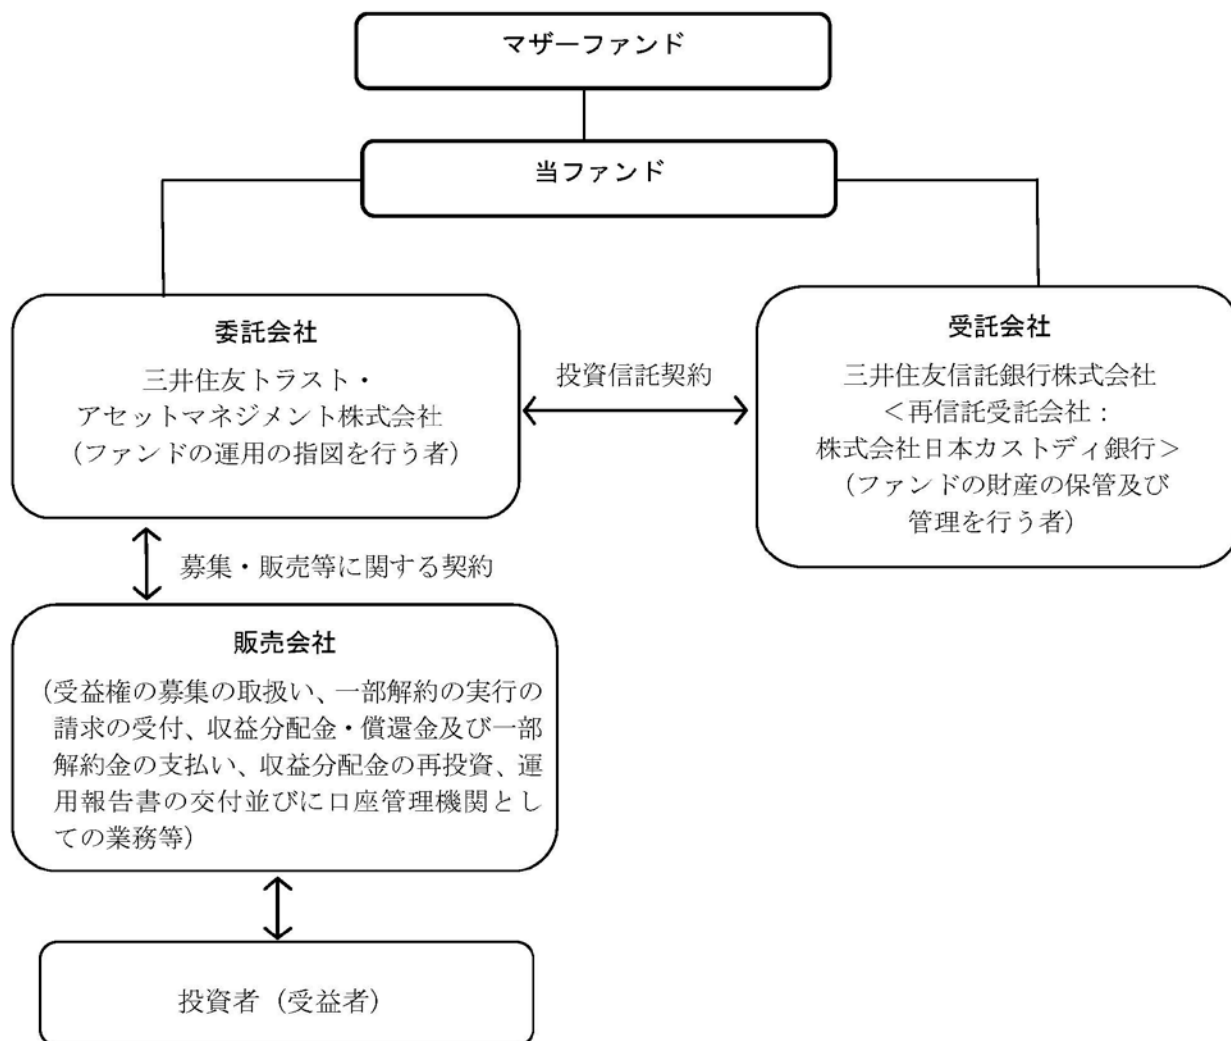 マザーファンド
当ファンド
委託会社
三井住友トラスト・
アセットマネジメント株式会社
(ファンドの運用の指図を行う者)
投資信託契約
受託会社
三井住友信託銀行株式会社
<再信託受託会社:
株式会社日本カストディ銀行>
(ファンドの財産の保管及び
管理を行う者)
募集・販売等に関する契約
販売会社
(受益権の募集の取扱い、一部解約の実行の
請求の受付、収益分配金・償還金及び一部
解約金の支払い、収益分配金の再投資、運
用報告書の交付並びに口座管理機関とし
ての業務等)
投資者(受益者)